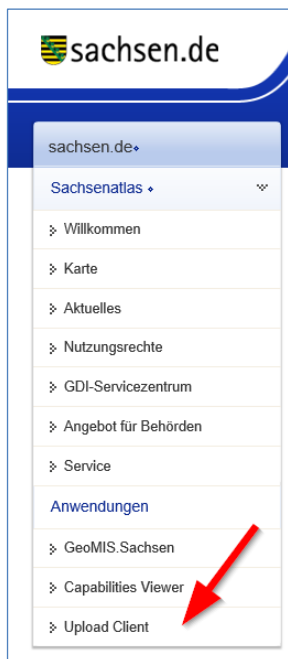 sachsen.de
sachsen.de
Sachsenatlas
Willkommen
Karte
Aktuelles
Nutzungsrechte
GDI-Servicezentrum
Angebot für Behörden
Service
Anwendungen
GeoMIS.Sachsen
Capabilities Viewer
Upload Client